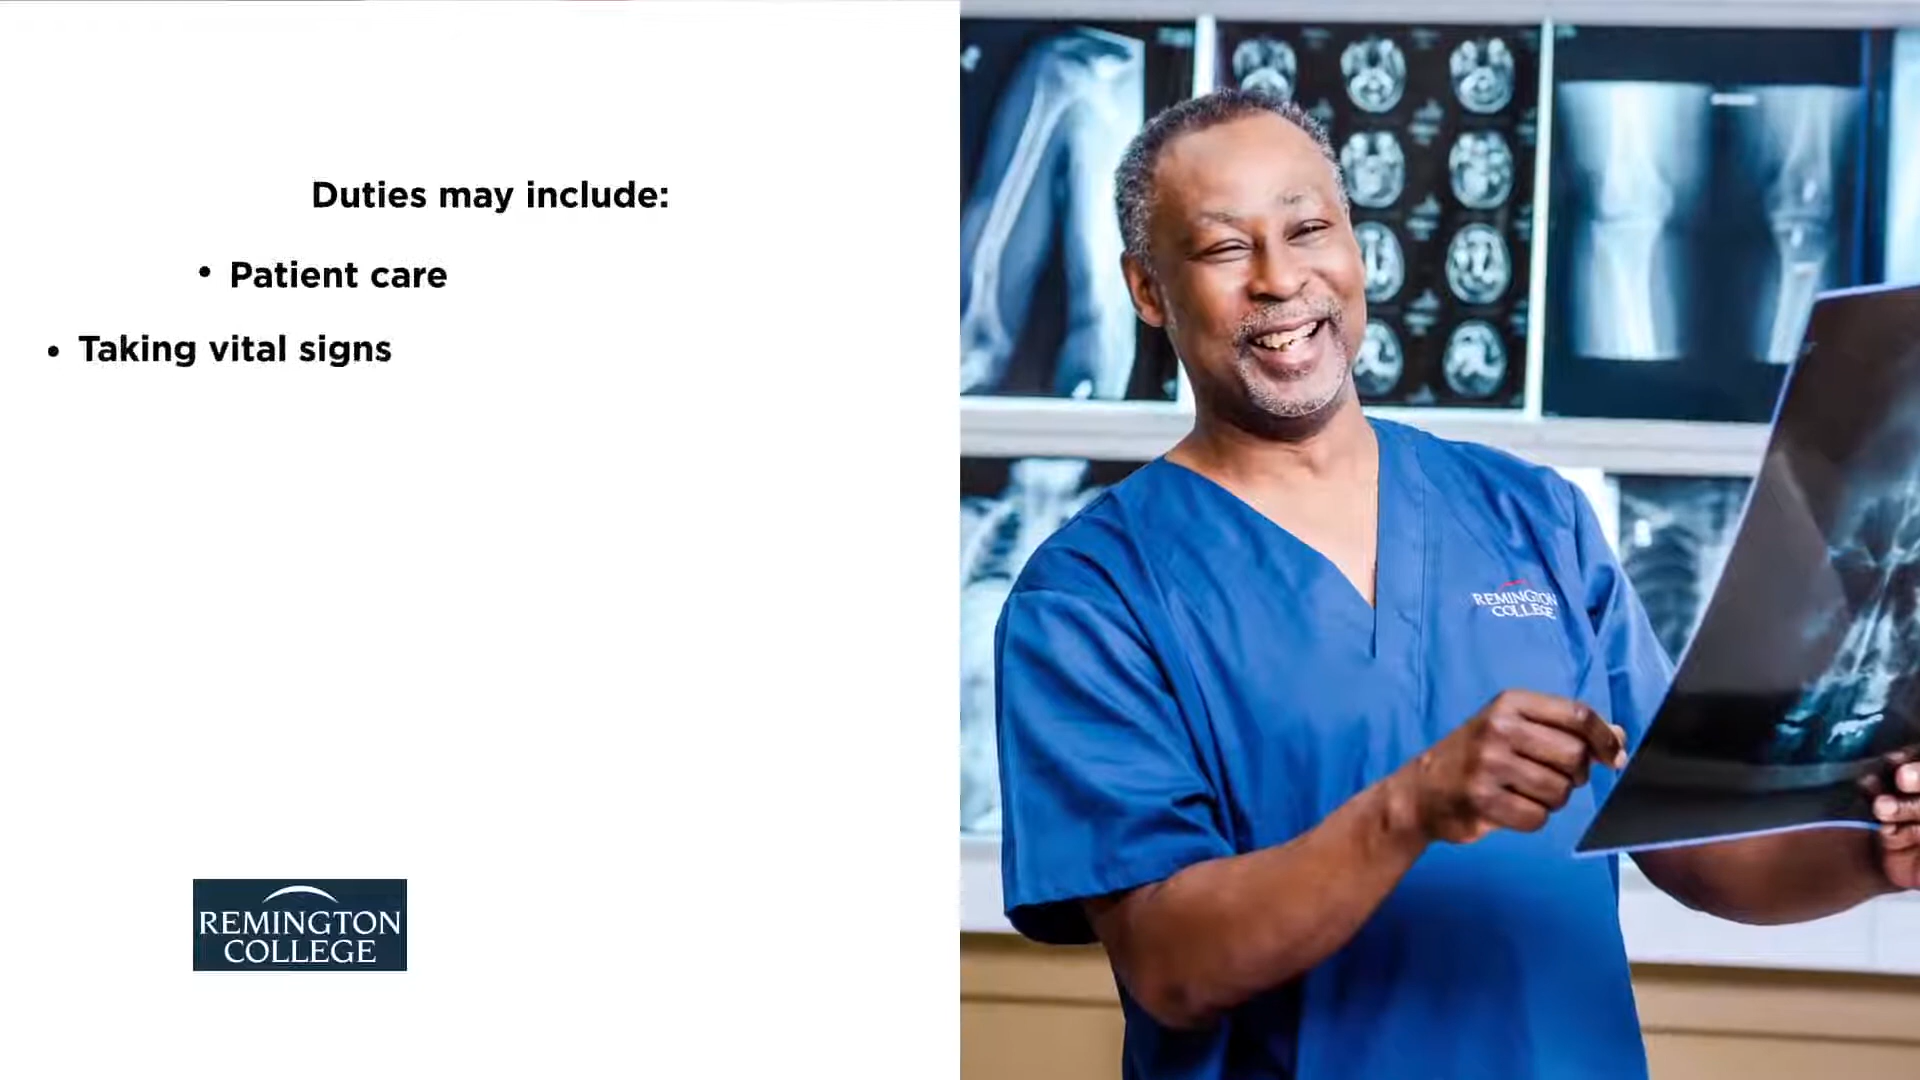 Duties may include:
• Patient care
• Taking vital signs
REMINGTON
COLLEGE
REMINGTON
COLLEGE